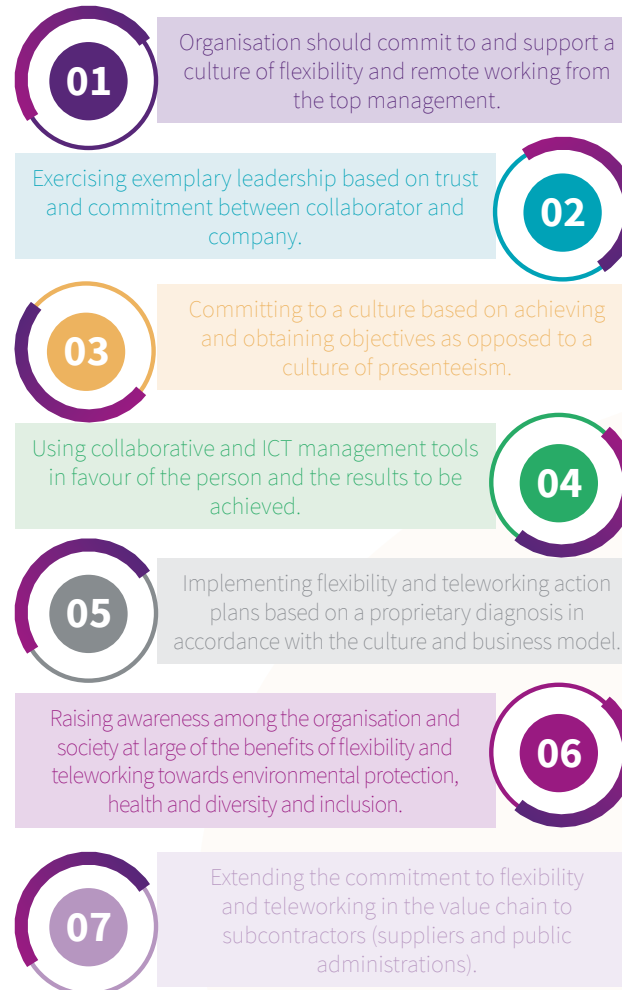 01
Organisation should commit to and support a
culture of flexibility and remote working from
the top management.
Exercising exemplary leadership based on trust
and commitment between collaborator and
company.
02
03
Committing to a culture based on achieving
and obtaining objectives as opposed to a
culture of presenteeism.
Using collaborative and ICT management tools
in favour of the person and the results to be
achieved.
04
05
Implementing flexibility and teleworking action
plans based on a proprietary diagnosis in
accordance with the culture and business model.
Raising awareness among the organisation and
society at large of the benefits of flexibility and
teleworking towards environmental protection,
health and diversity and inclusion.
06
07
Extending the commitment to flexibility
and teleworking in the value chain to
subcontractors (suppliers and public
administrations).